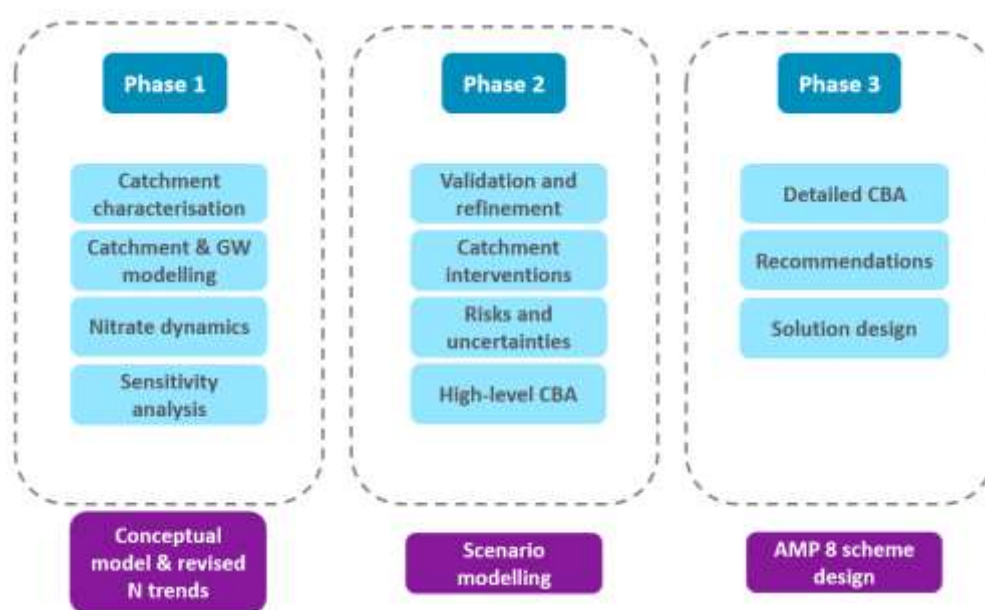 Phase 1
Catchment
characterisation
Catchment & GW
modelling
Nitrate dynamics
Sensitivity
analysis
Conceptual
model & revised
N trends
Phase 2
Validation and
refinement
Catchment
interventions
Risks and
uncertainties
High-level CBA
Scenario
modelling
Phase 3
Detailed CBA
Recommendations
Solution design
AMP 8 scheme
design